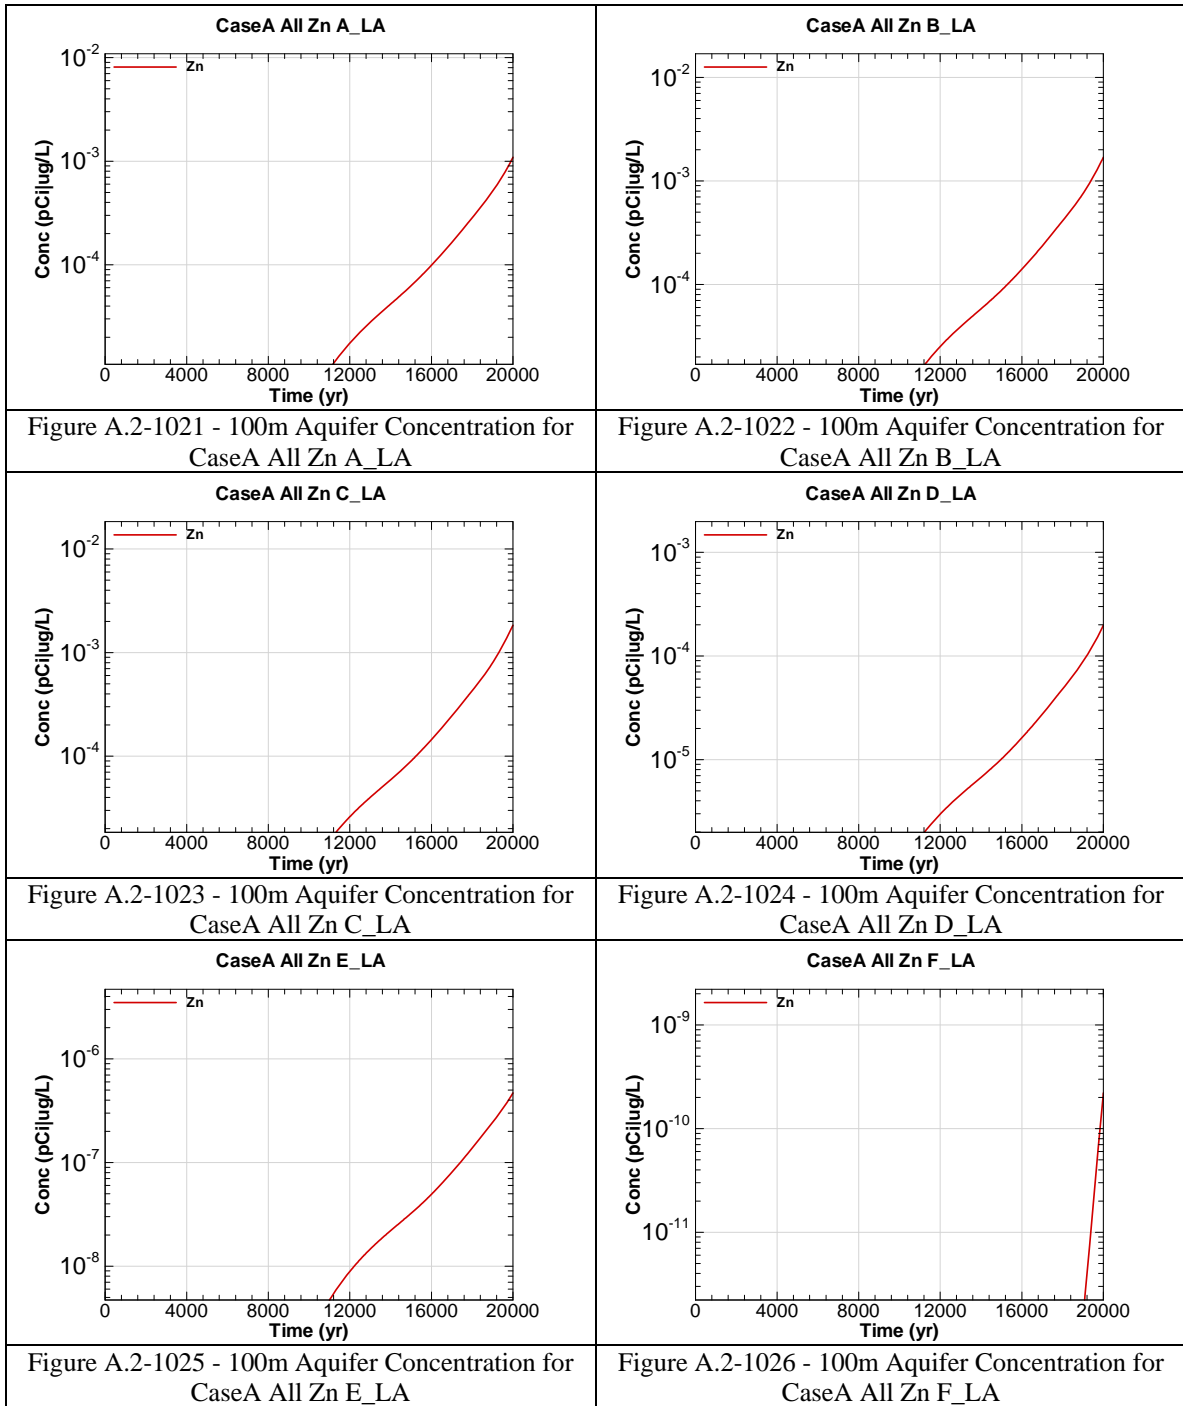 CaseA All Zn A_LA
Zn
10^-2
10^-3
10^-4
Conc (pCi|ug/L)
0 4000 8000 12000 16000 20000
Time (yr)
Figure A.2-1021 - 100m Aquifer Concentration for
CaseA All Zn A_LA
CaseA All Zn B_LA
Zn
10^-2
10^-3
10^-4
Conc (pCi|ug/L)
0 4000 8000 12000 16000 20000
Time (yr)
Figure A.2-1022 - 100m Aquifer Concentration for
CaseA All Zn B_LA
CaseA All Zn C_LA
Zn
10^-2
10^-3
10^-4
Conc (pCi|ug/L)
0 4000 8000 12000 16000 20000
Time (yr)
Figure A.2-1023 - 100m Aquifer Concentration for
CaseA All Zn C_LA
CaseA All Zn D_LA
Zn
10^-3
10^-4
10^-5
Conc (pCi|ug/L)
0 4000 8000 12000 16000 20000
Time (yr)
Figure A.2-1024 - 100m Aquifer Concentration for
CaseA All Zn D_LA
CaseA All Zn E_LA
Zn
10^-6
10^-7
10^-8
Conc (pCi|ug/L)
0 4000 8000 12000 16000 20000
Time (yr)
Figure A.2-1025 - 100m Aquifer Concentration for
CaseA All Zn E_LA
CaseA All Zn F_LA
Zn
10^-9
10^-10
10^-11
Conc (pCi|ug/L)
0 4000 8000 12000 16000 20000
Time (yr)
Figure A.2-1026 - 100m Aquifer Concentration for
CaseA All Zn F_LA